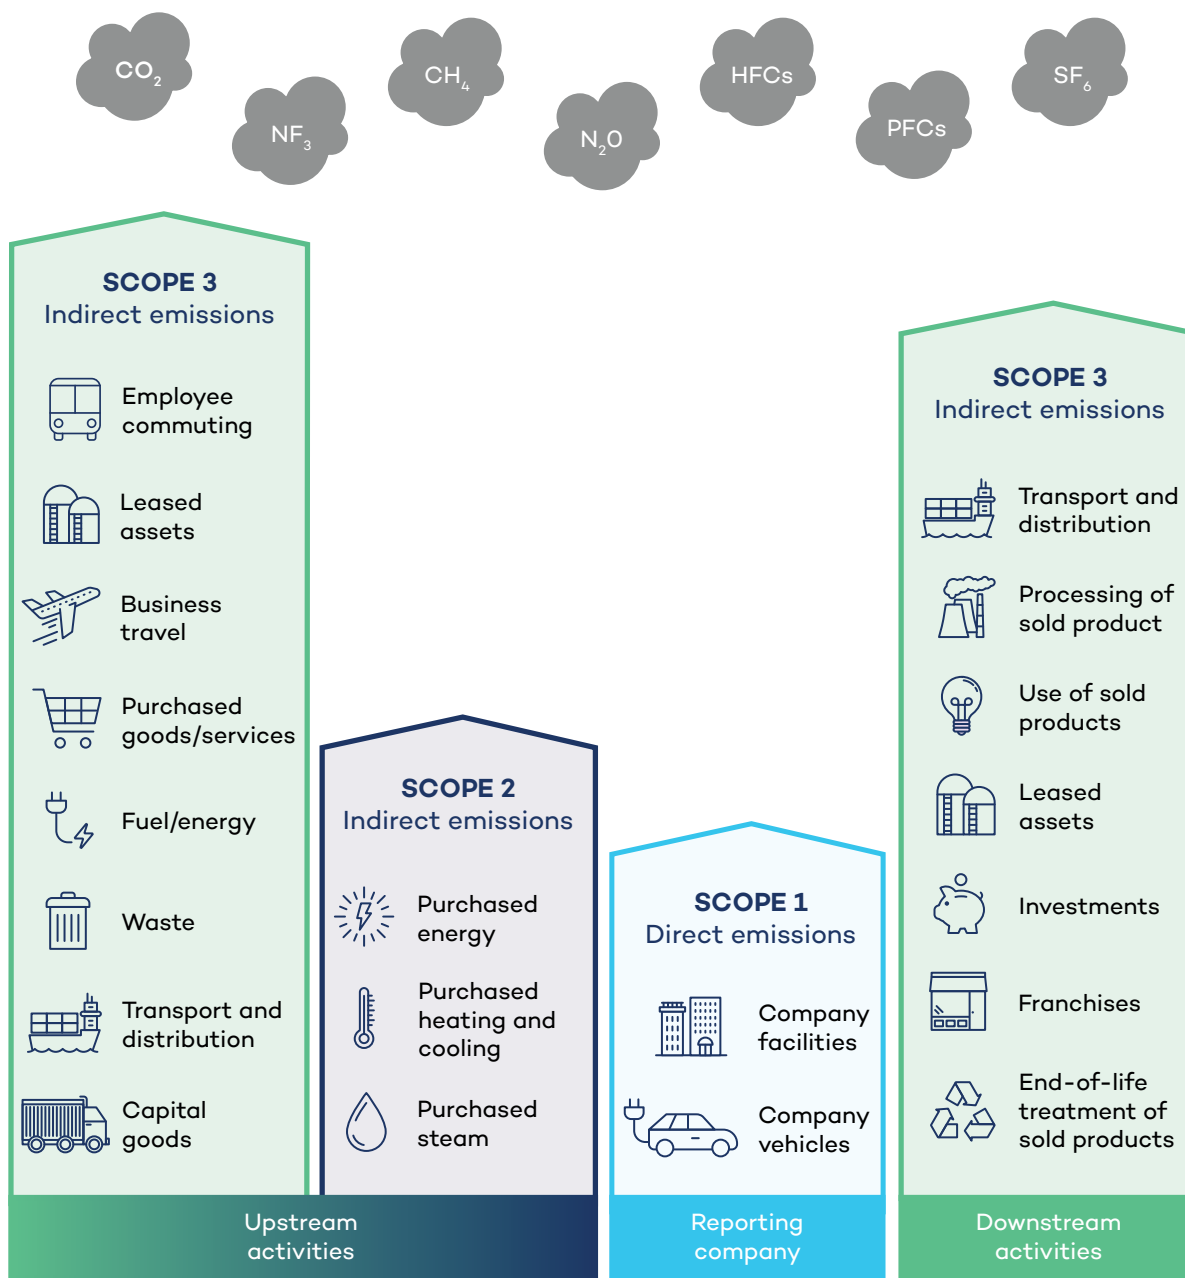 CO₂
NF₃
CH₄
N₂O
HFCs
PFCs
SF₆
SCOPE 3
Indirect emissions
Employee
commuting
Leased
assets
Business
travel
Purchased
goods/services
Fuel/energy
Waste
Transport and
distribution
Capital
goods
SCOPE 2
Indirect emissions
Purchased
energy
Purchased
heating and
cooling
Purchased
steam
Upstream
activities
SCOPE 1
Direct emissions
Company
facilities
Company
vehicles
Reporting
company
SCOPE 3
Indirect emissions
Transport and
distribution
Processing of
sold product
Use of sold
products
Leased
assets
Investments
Franchises
End-of-life
treatment of
sold products
Downstream
activities